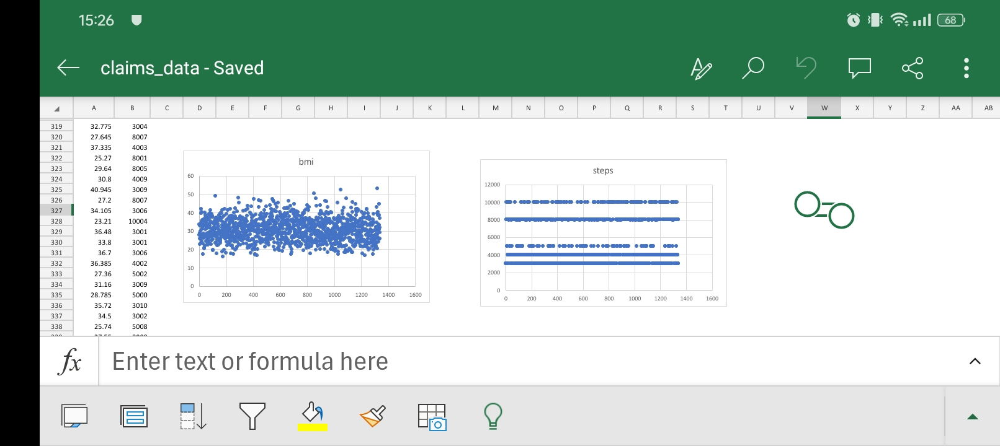 15:26
68
claims_data - Saved
A B C D E F G H I J K L M N O P Q R S T U V W X Y Z AA AB
319 32.775 3004
320 27.645 8007
321 37.335 4003
322 25.27 8001
323 29.64 8005
324 30.8 4009
325 40.945 3009
326 27.2 8007
327 34.105 3006
328 23.21 10004
329 36.48 3001
330 33.8 3001
331 36.7 3006
332 36.385 4002
333 27.36 5002
334 31.16 3009
335 28.785 5000
336 35.72 3010
337 34.5 3002
338 25.74 5008
bmi
60
50
40
30
20
10
0
0 200 400 600 800 1000 1200 1400 1600
steps
12000
10000
8000
6000
4000
2000
0
0 200 400 600 800 1000 1200 1400 1600
fx Enter text or formula here